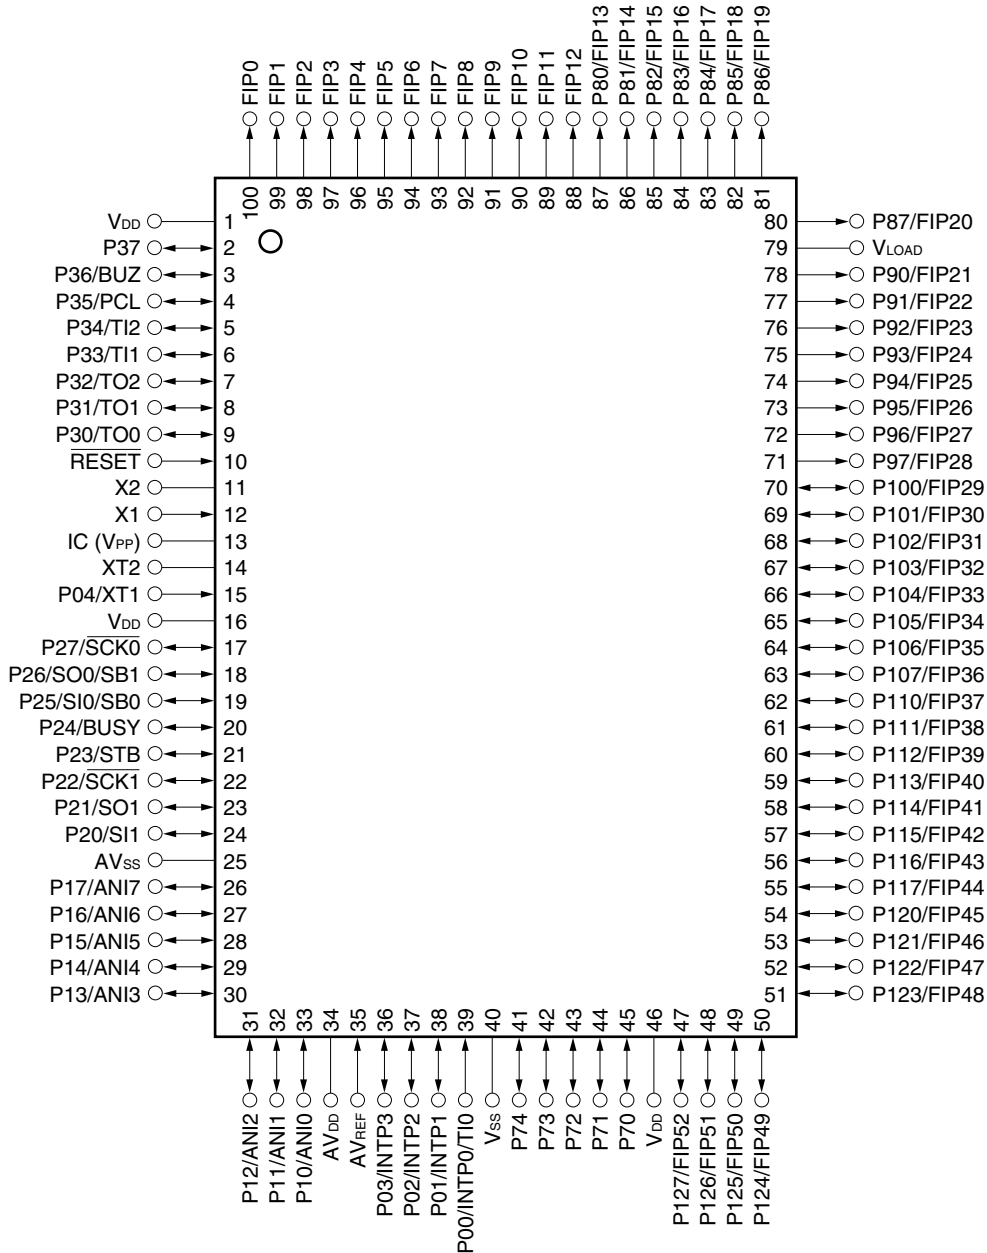 FIP0
FIP1
FIP2
FIP3
FIP4
FIP5
FIP6
FIP7
FIP8
FIP9
FIP10
FIP11
FIP12
P80/FIP13
P81/FIP14
P82/FIP15
P83/FIP16
P84/FIP17
P85/FIP18
P86/FIP19
100
99
98
97
96
95
94
93
92
91
90
89
88
87
86
85
84
83
82
81
VDD 1
P37 2
P36/BUZ 3
P35/PCL 4
P34/TI2 5
P33/TI1 6
P32/TO2 7
P31/TO1 8
P30/TO0 9
RESET 10
X2 11
X1 12
IC (VPP) 13
XT2 14
P04/XT1 15
VDD 16
P27/SCK0 17
P26/SO0/SB1 18
P25/SI0/SB0 19
P24/BUSY 20
P23/STB 21
P22/SCK1 22
P21/SO1 23
P20/SI1 24
AVSS 25
P17/ANI7 26
P16/ANI6 27
P15/ANI5 28
P14/ANI4 29
P13/ANI3 30
80 P87/FIP20
79 VLOAD
78 P90/FIP21
77 P91/FIP22
76 P92/FIP23
75 P93/FIP24
74 P94/FIP25
73 P95/FIP26
72 P96/FIP27
71 P97/FIP28
70 P100/FIP29
69 P101/FIP30
68 P102/FIP31
67 P103/FIP32
66 P104/FIP33
65 P105/FIP34
64 P106/FIP35
63 P107/FIP36
62 P110/FIP37
61 P111/FIP38
60 P112/FIP39
59 P113/FIP40
58 P114/FIP41
57 P115/FIP42
56 P116/FIP43
55 P117/FIP44
54 P120/FIP45
53 P121/FIP46
52 P122/FIP47
51 P123/FIP48
31
32
33
34
35
36
37
38
39
40
41
42
43
44
45
46
47
48
49
50
P12/ANI2
P11/ANI1
P10/ANI0
AVDD
AVREF
P03/INTP3
P02/INTP2
P01/INTP1
P00/INTP0/TI0
VSS
P74
P73
P72
P71
P70
VDD
P127/FIP52
P126/FIP51
P125/FIP50
P124/FIP49